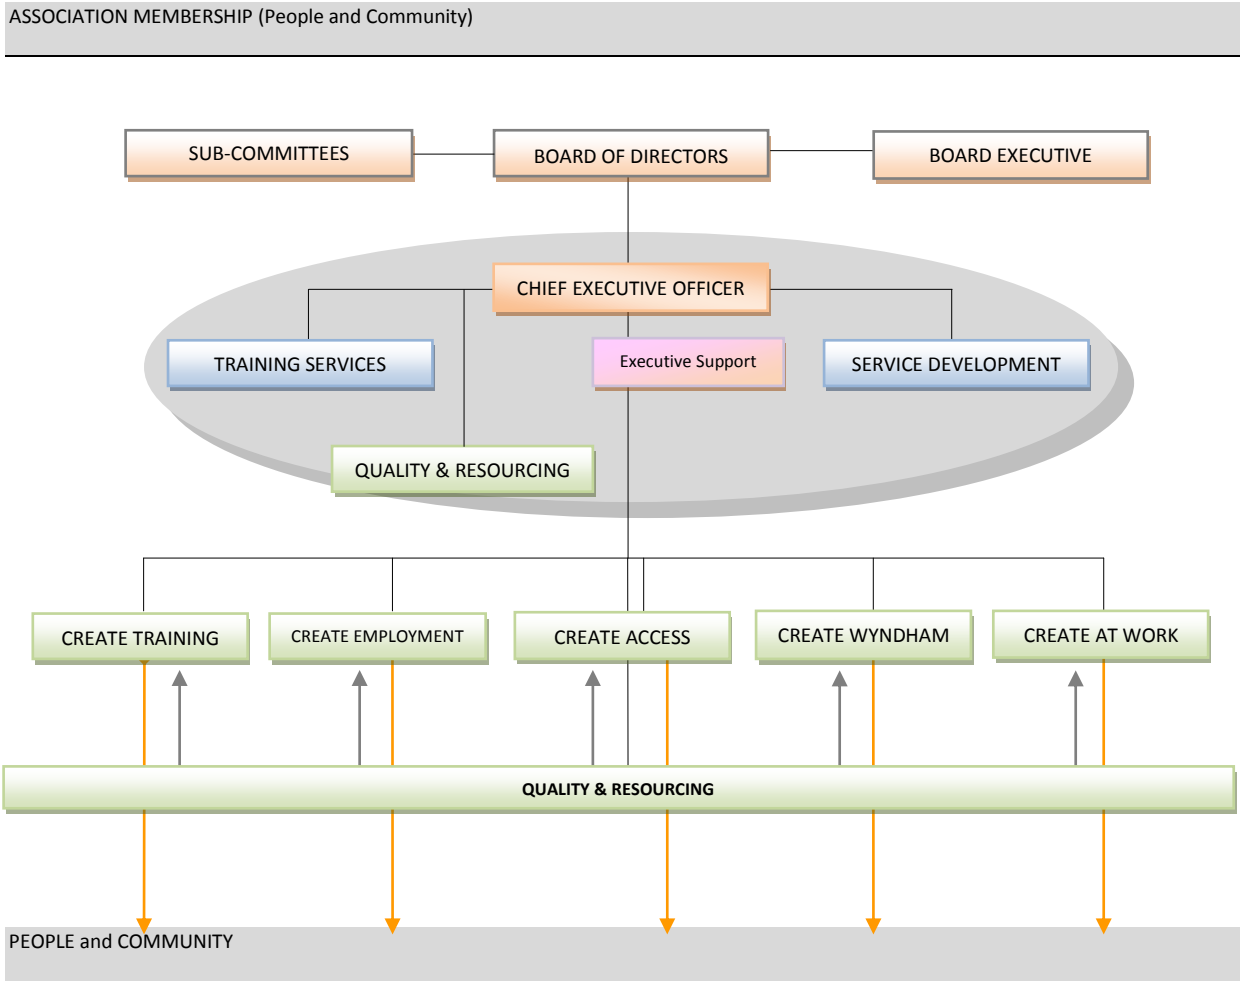 ASSOCIATION MEMBERSHIP (People and Community)
SUB-COMMITTEES
BOARD OF DIRECTORS
BOARD EXECUTIVE
CHIEF EXECUTIVE OFFICER
TRAINING SERVICES
Executive Support
SERVICE DEVELOPMENT
QUALITY & RESOURCING
CREATE TRAINING
CREATE EMPLOYMENT
CREATE ACCESS
CREATE WYNDHAM
CREATE AT WORK
QUALITY & RESOURCING
PEOPLE and COMMUNITY